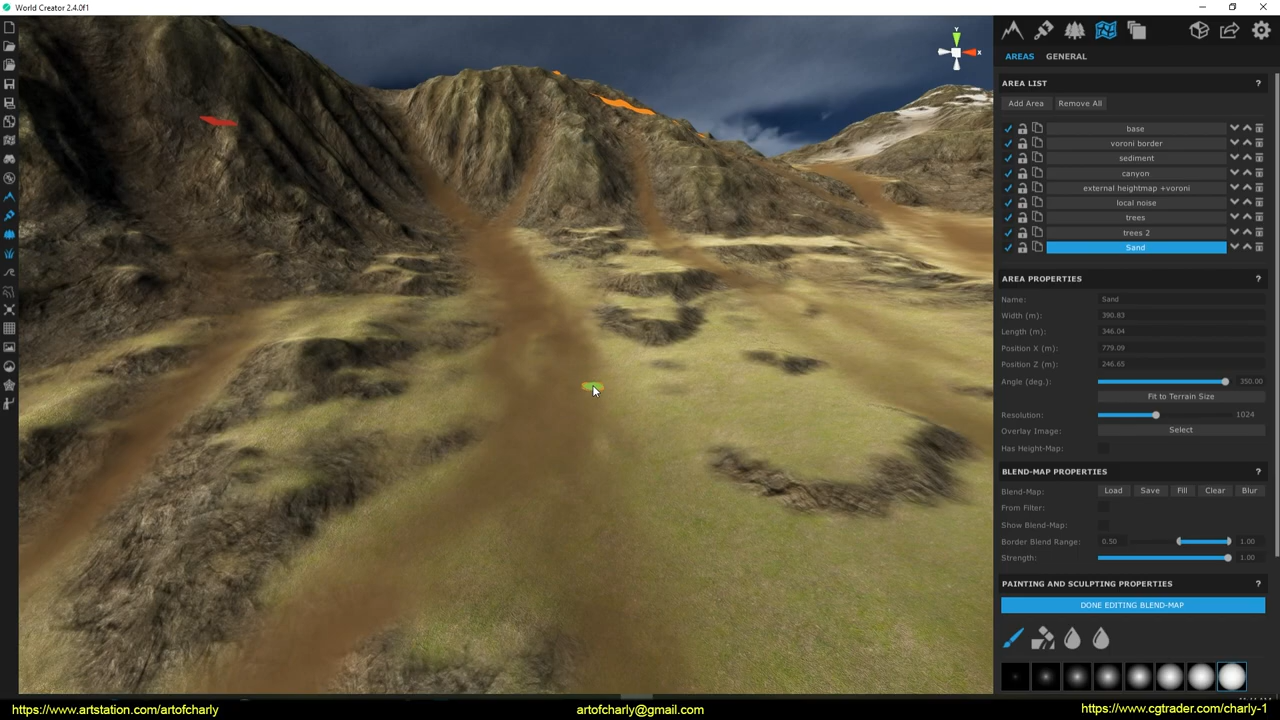 World Creator 2.4.0f1
Y
X
AREAS GENERAL
AREA LIST ?
Add Area Remove All
base
voroni border
sediment
canyon
external heightmap +voroni
local noise
trees
trees 2
Sand
AREA PROPERTIES ?
Name: Sand
Width (m): 390.83
Length (m): 346.04
Position X (m): 779.09
Position Z (m): 246.65
Angle (deg.): 350.00
Fit to Terrain Size
Resolution: 1024
Overlay Image: Select
Has Height-Map:
BLEND-MAP PROPERTIES ?
Blend-Map: Load Save Fill Clear Blur
From Filter:
Show Blend-Map:
Border Blend Range: 0.50 1.00
Strength: 1.00
PAINTING AND SCULPTING PROPERTIES ?
DONE EDITING BLEND-MAP
https://www.artstation.com/artofcharly artofcharly@gmail.com https://www.cgtrader.com/charly-1